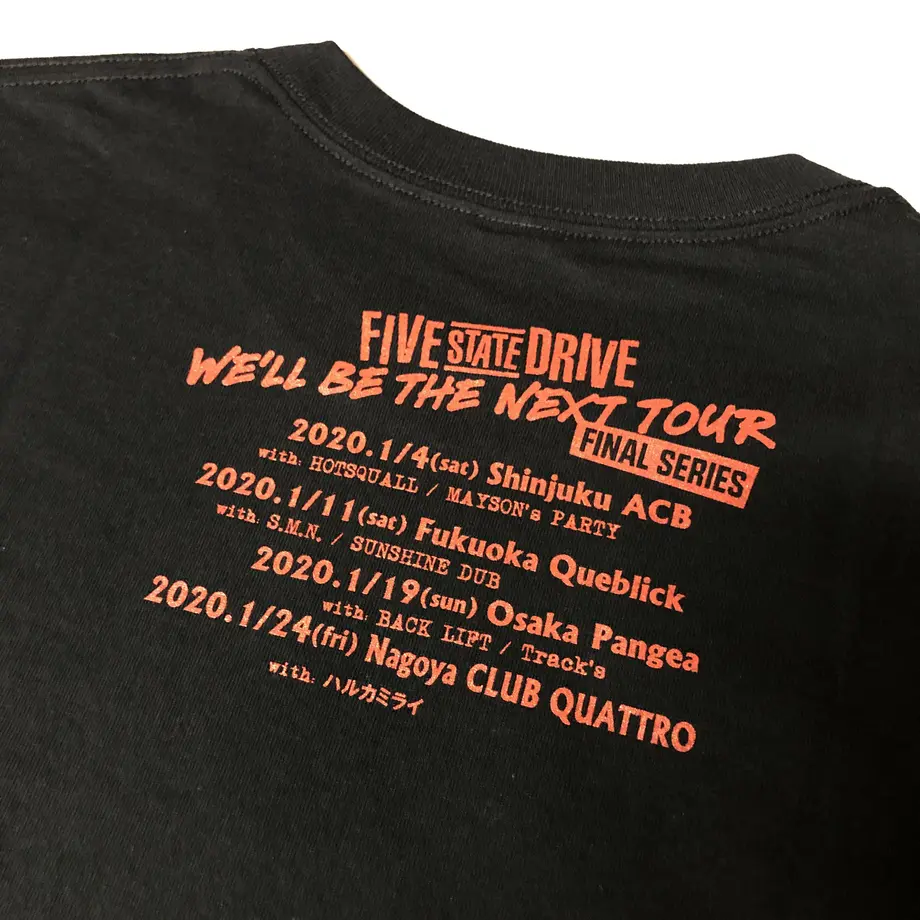 FIVE STATE DRIVE
WE'LL BE THE NEXT TOUR
FINAL SERIES
2020.1/4(sat) Shinjuku ACB
with: HOTSQUALL / MAYSON's PARTY
2020.1/11(sat) Fukuoka Queblick
with: S.M.N. / SUNSHINE DUB
2020.1/19(sun) Osaka Pangea
with: BACK LIFT / Track's
2020.1/24(fri) Nagoya CLUB QUATTRO
with: ハルカミライ